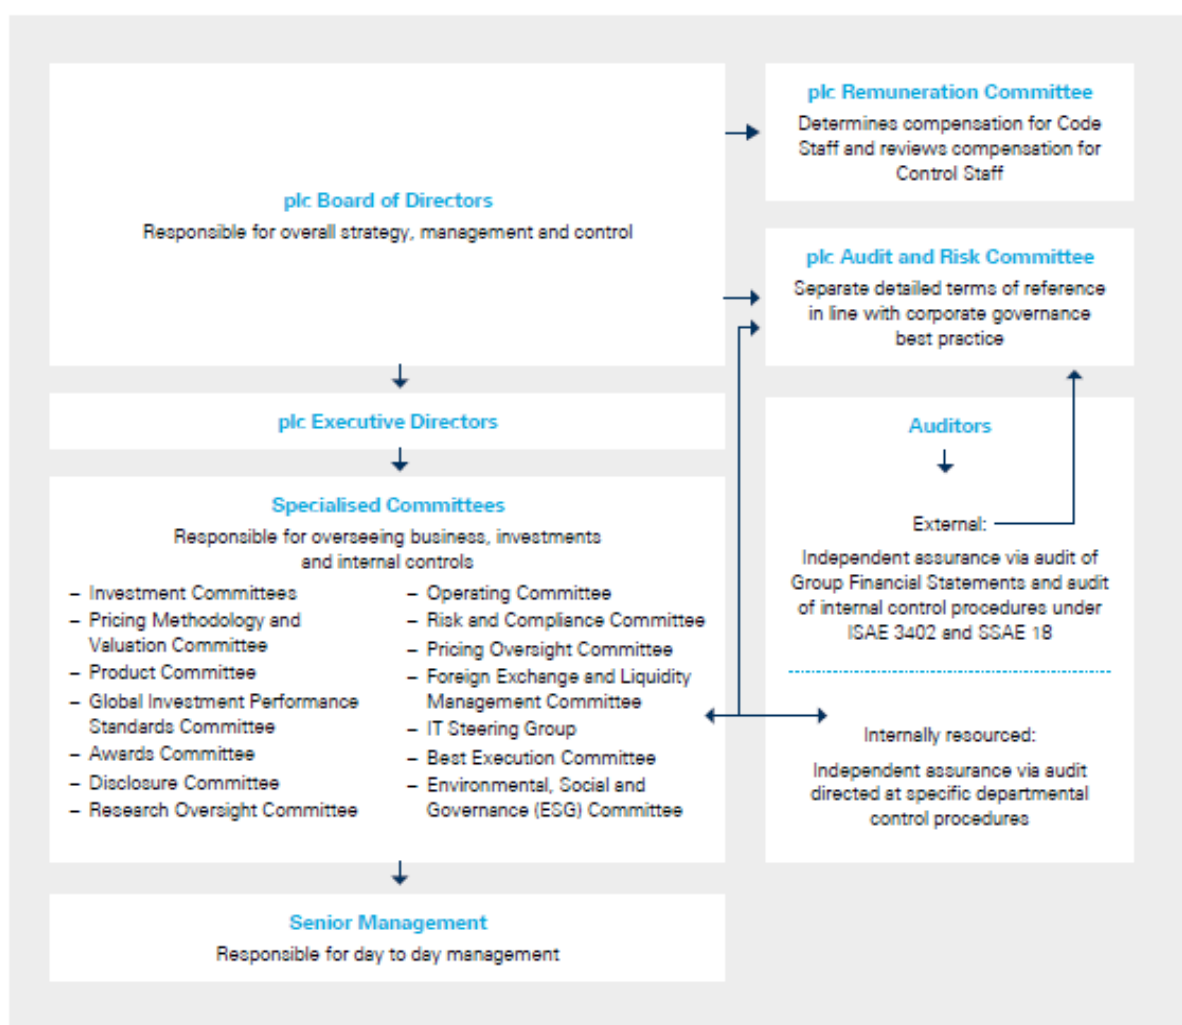 plc Board of Directors
Responsible for overall strategy, management and control
plc Remuneration Committee
Determines compensation for Code
Staff and reviews compensation for
Control Staff
plc Audit and Risk Committee
Separate detailed terms of reference
in line with corporate governance
best practice
plc Executive Directors
Specialised Committees
Responsible for overseeing business, investments
and internal controls
– Investment Committees
– Pricing Methodology and
Valuation Committee
– Product Committee
– Global Investment Performance
Standards Committee
– Awards Committee
– Disclosure Committee
– Research Oversight Committee
– Operating Committee
– Risk and Compliance Committee
– Pricing Oversight Committee
– Foreign Exchange and Liquidity
Management Committee
– IT Steering Group
– Best Execution Committee
– Environmental, Social and
Governance (ESG) Committee
Auditors
External:
Independent assurance via audit of
Group Financial Statements and audit
of internal control procedures under
ISAE 3402 and SSAE 18
Internally resourced:
Independent assurance via audit
directed at specific departmental
control procedures
Senior Management
Responsible for day to day management